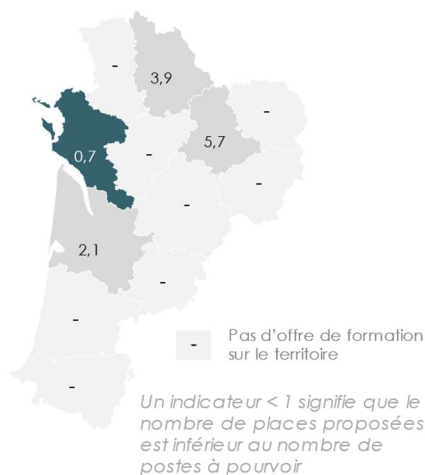 -
3,9
-
5,7
0,7
-
-
-
2,1
-
-
-
- Pas d'offre de formation
sur le territoire
Un indicateur < 1 signifie que le
nombre de places proposées
est inférieur au nombre de
postes à pourvoir